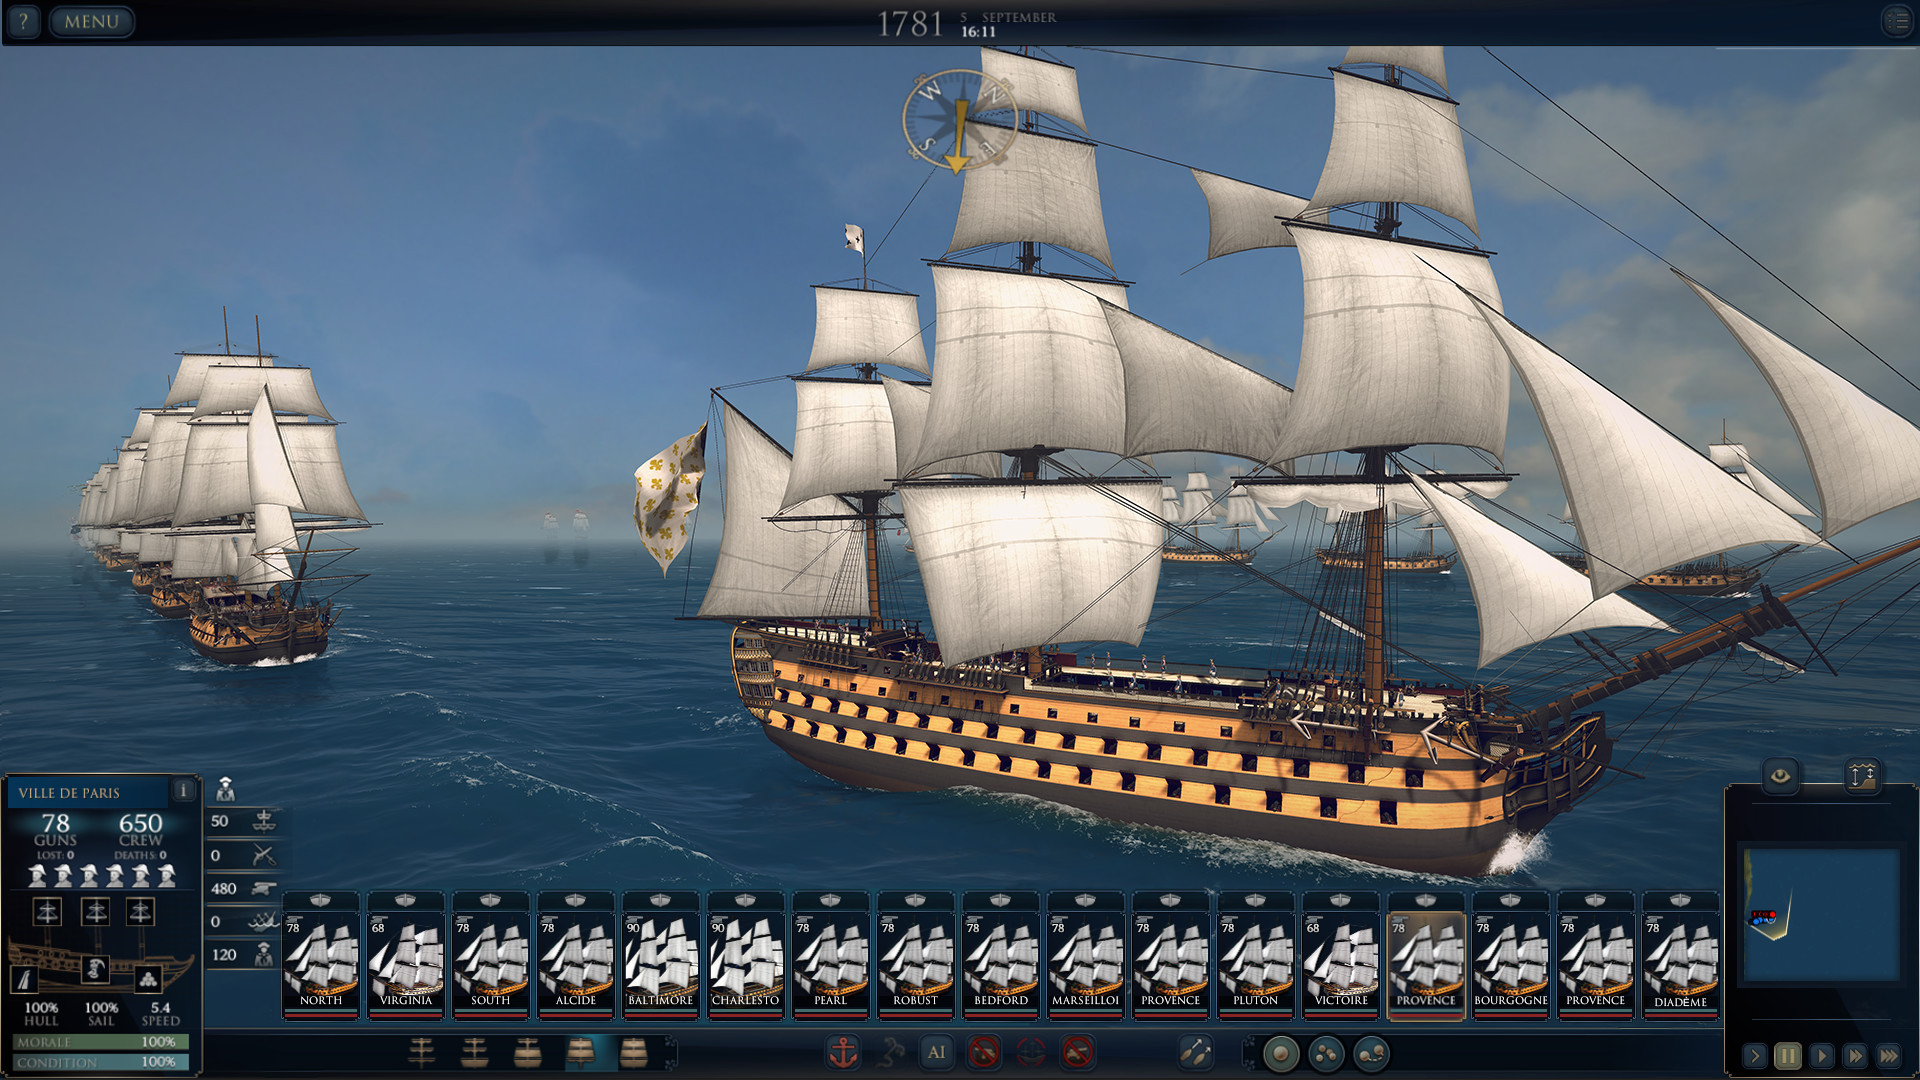 ? MENU
1781 5 SEPTEMBER
16:11
W N
S E
VILLE DE PARIS i
78 650
GUNS CREW
LOST: 0 DEATHS: 0
50
0
480
0
120
100% 100% 5.4
HULL SAIL SPEED
MORALE 100%
CONDITION 100%
78 68 78 78 90 90 78 78 78 78 78 78 68 78 78 78 78
NORTH VIRGINIA SOUTH ALCIDE BALTIMORE CHARLESTO PEARL ROBUST BEDFORD MARSEILLOI PROVENCE PLUTON VICTOIRE PROVENCE BOURGOGNE PROVENCE DIADÈME
AI